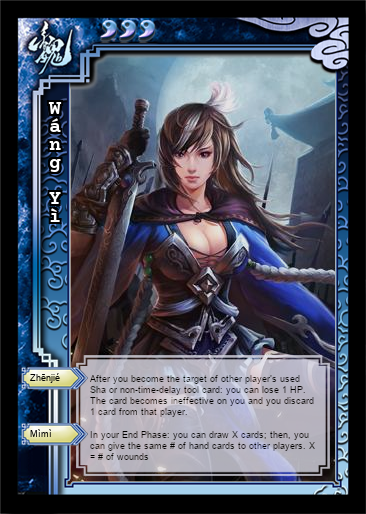 魏
Wáng Yì
Zhēnjié
After you become the target of other player's used
Sha or non-time-delay tool card: you can lose 1 HP.
The card becomes ineffective on you and you discard
1 card from that player.
Mìmì
In your End Phase: you can draw X cards; then, you
can give the same # of hand cards to other players. X
= # of wounds